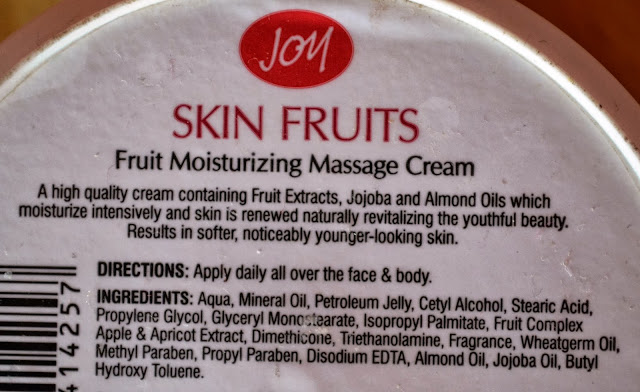 JOY
SKIN FRUITS
Fruit Moisturizing Massage Cream
A high quality cream containing Fruit Extracts, Jojoba and Almond Oils which
moisturize intensively and skin is renewed naturally revitalizing the youthful beauty.
Results in softer, noticeably younger-looking skin.
DIRECTIONS: Apply daily all over the face & body.
INGREDIENTS: Aqua, Mineral Oil, Petroleum Jelly, Cetyl Alcohol, Stearic Acid,
Propylene Glycol, Glyceryl Monostearate, Isopropyl Palmitate, Fruit Complex
Apple & Apricot Extract, Dimethicone, Triethanolamine, Fragrance, Wheatgerm Oil,
Methyl Paraben, Propyl Paraben, Disodium EDTA, Almond Oil, Jojoba Oil, Butyl
Hydroxy Toluene.
414257